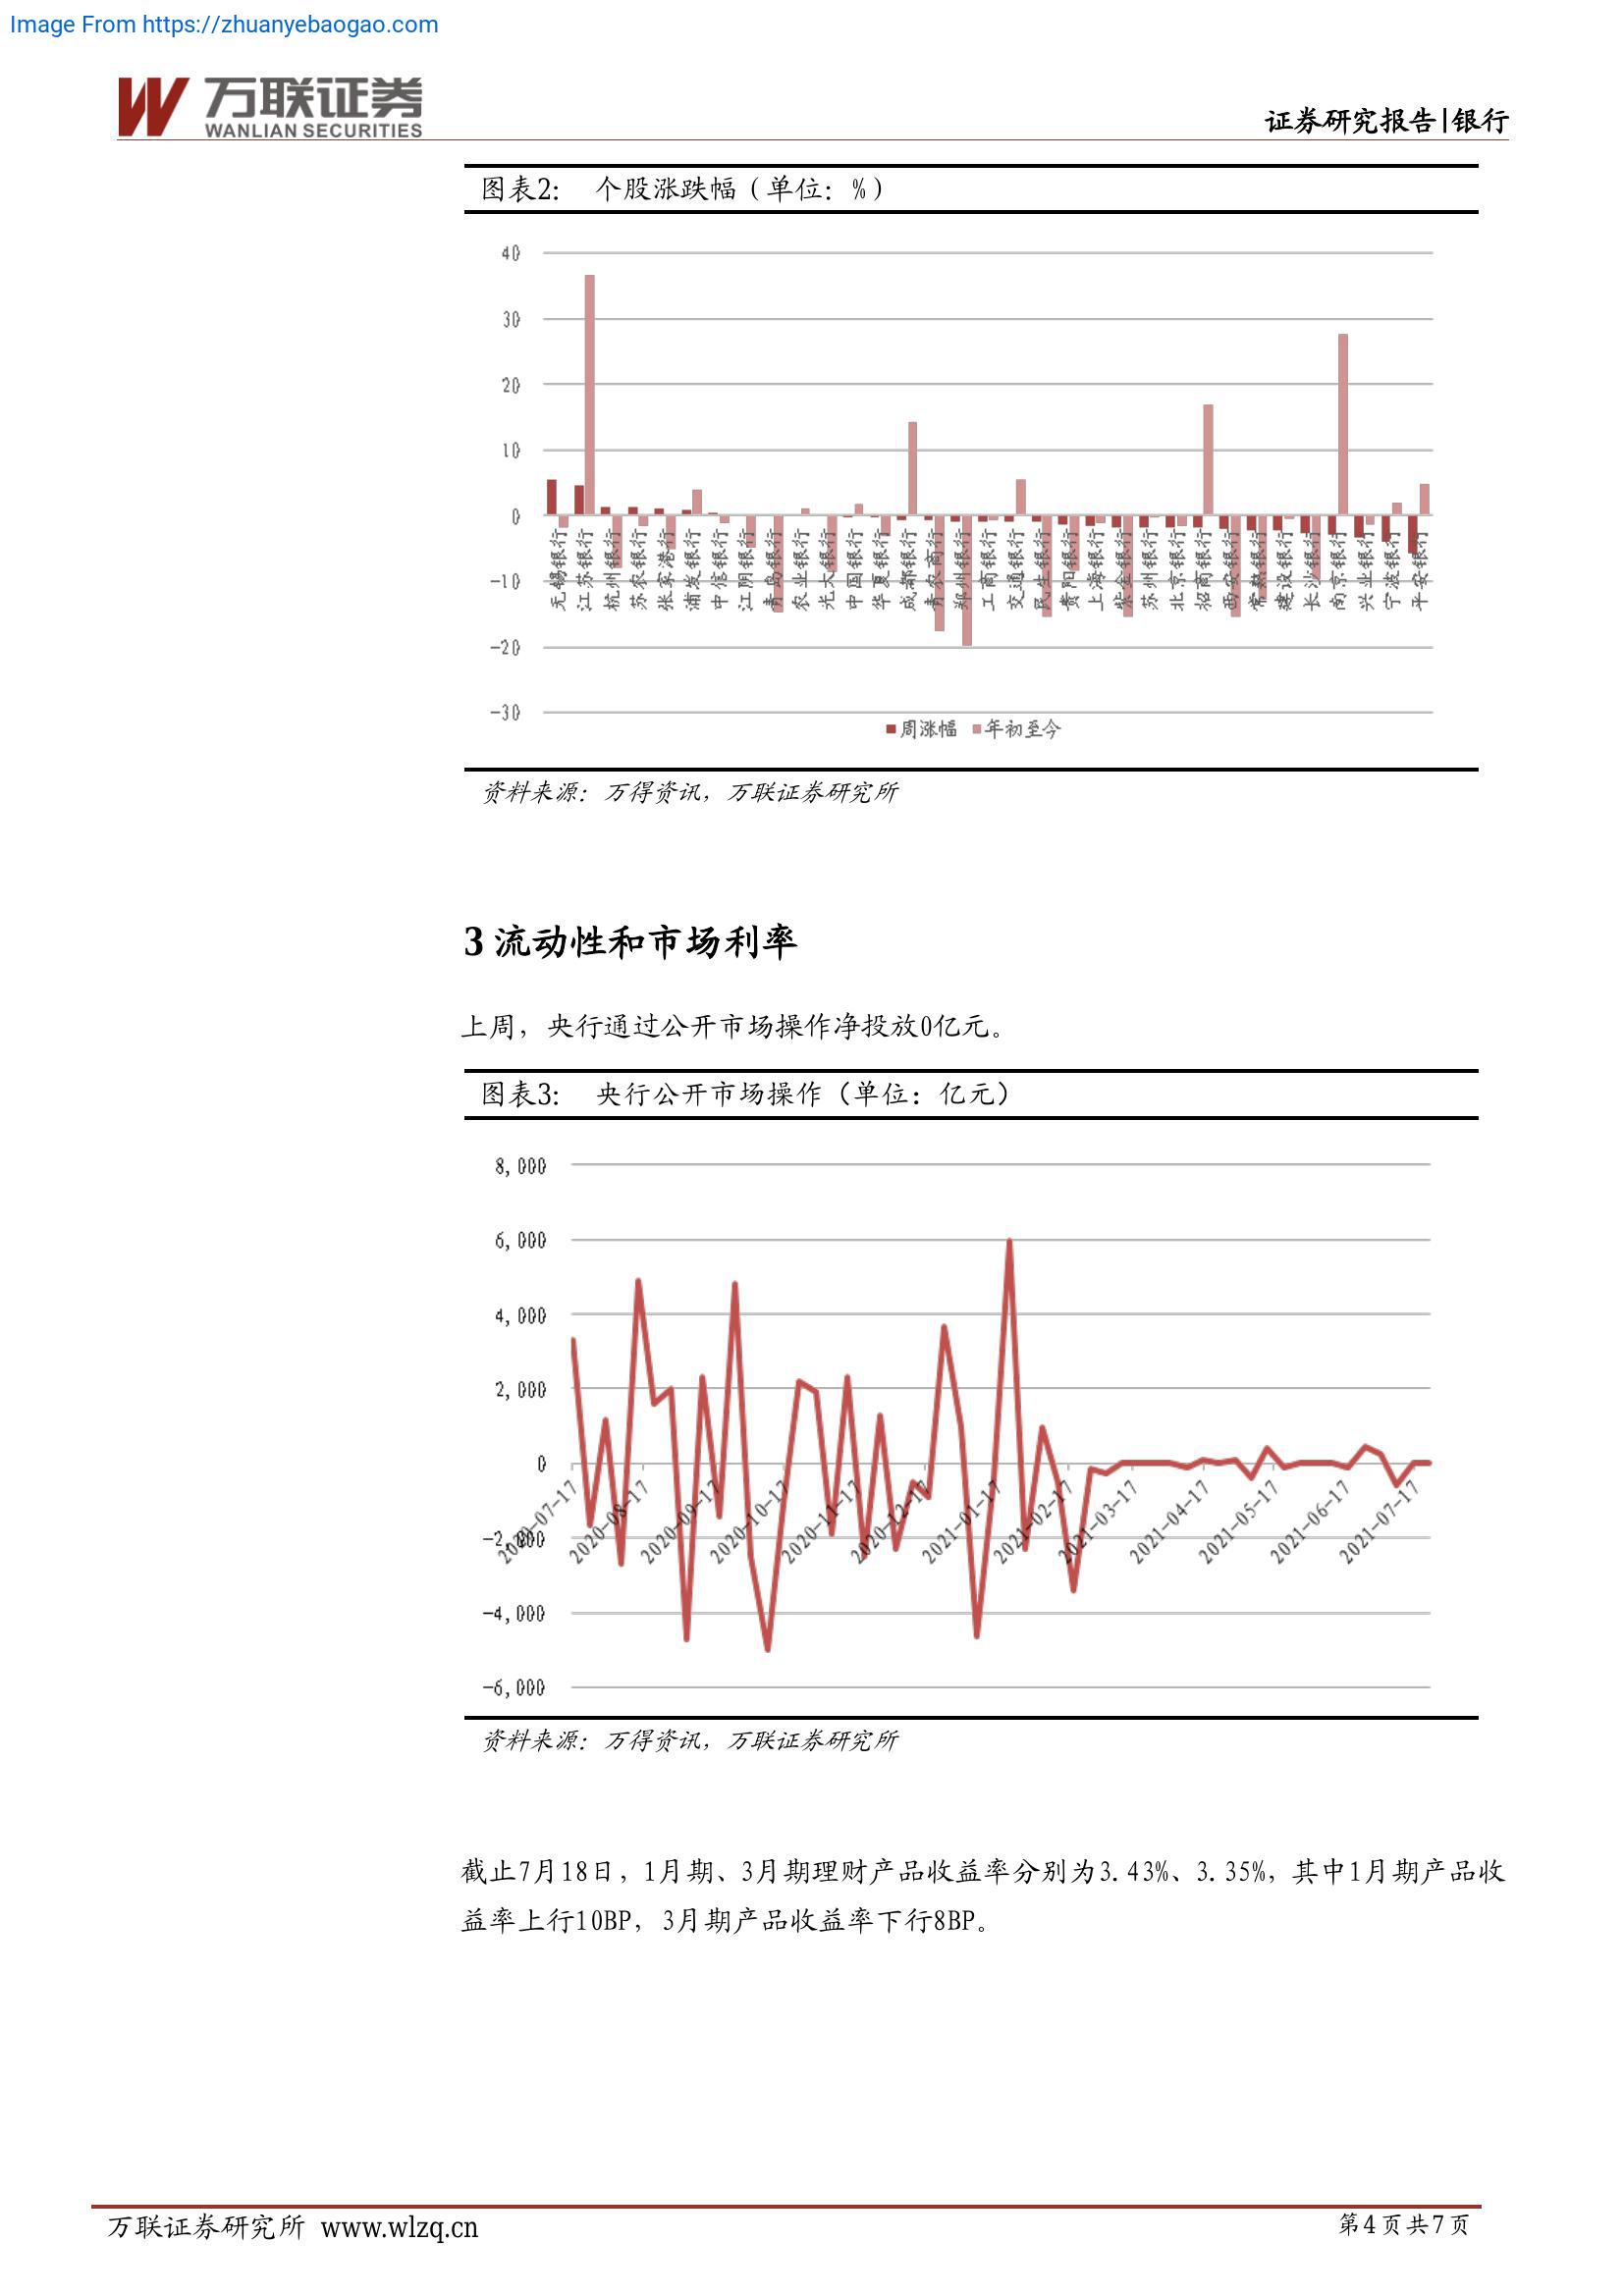 Image From https://zhuanyebaogao.com
万联证券
WANLIAN SECURITIES
证券研究报告|银行
图表2： 个股涨跌幅（单位：%）
40
30
20
10
0
-10
-20
-30
无锡银行
江苏银行
杭州银行
苏农银行
张家港行
浦发银行
中信银行
江阴银行
青岛银行
农业银行
光大银行
中国银行
华夏银行
成都银行
青农商行
郑州银行
工商银行
交通银行
民生银行
贵阳银行
上海银行
紫金银行
苏州银行
北京银行
招商银行
西安银行
常熟银行
建设银行
长沙银行
南京银行
兴业银行
宁波银行
平安银行
周涨幅 年初至今
资料来源：万得资讯，万联证券研究所
3 流动性和市场利率
上周，央行通过公开市场操作净投放0亿元。
图表3： 央行公开市场操作（单位：亿元）
8,000
6,000
4,000
2,000
0
-2,000
-4,000
-6,000
2020-07-17
2020-08-17
2020-09-17
2020-10-17
2020-11-17
2020-12-17
2021-01-17
2021-02-17
2021-03-17
2021-04-17
2021-05-17
2021-06-17
2021-07-17
资料来源：万得资讯，万联证券研究所
截止7月18日，1月期、3月期理财产品收益率分别为3.43%、3.35%，其中1月期产品收
益率上行10BP，3月期产品收益率下行8BP。
万联证券研究所 www.wlzq.cn
第4页共7页